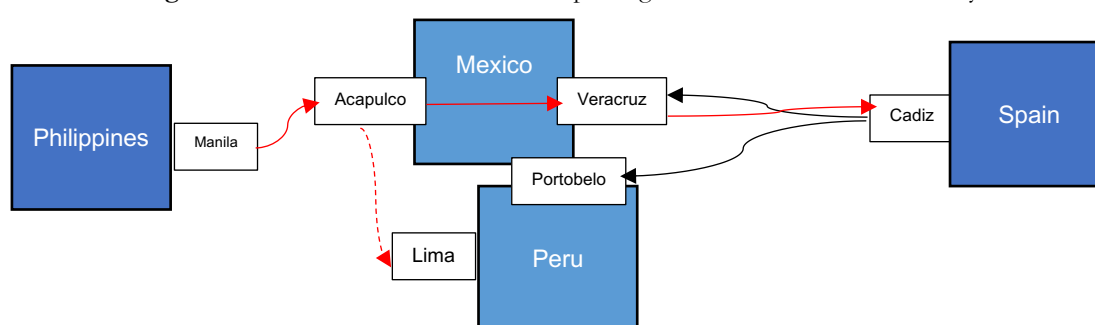 Mexico
Acapulco
Veracruz
Cadiz
Spain
Philippines
Manila
Portobelo
Lima
Peru